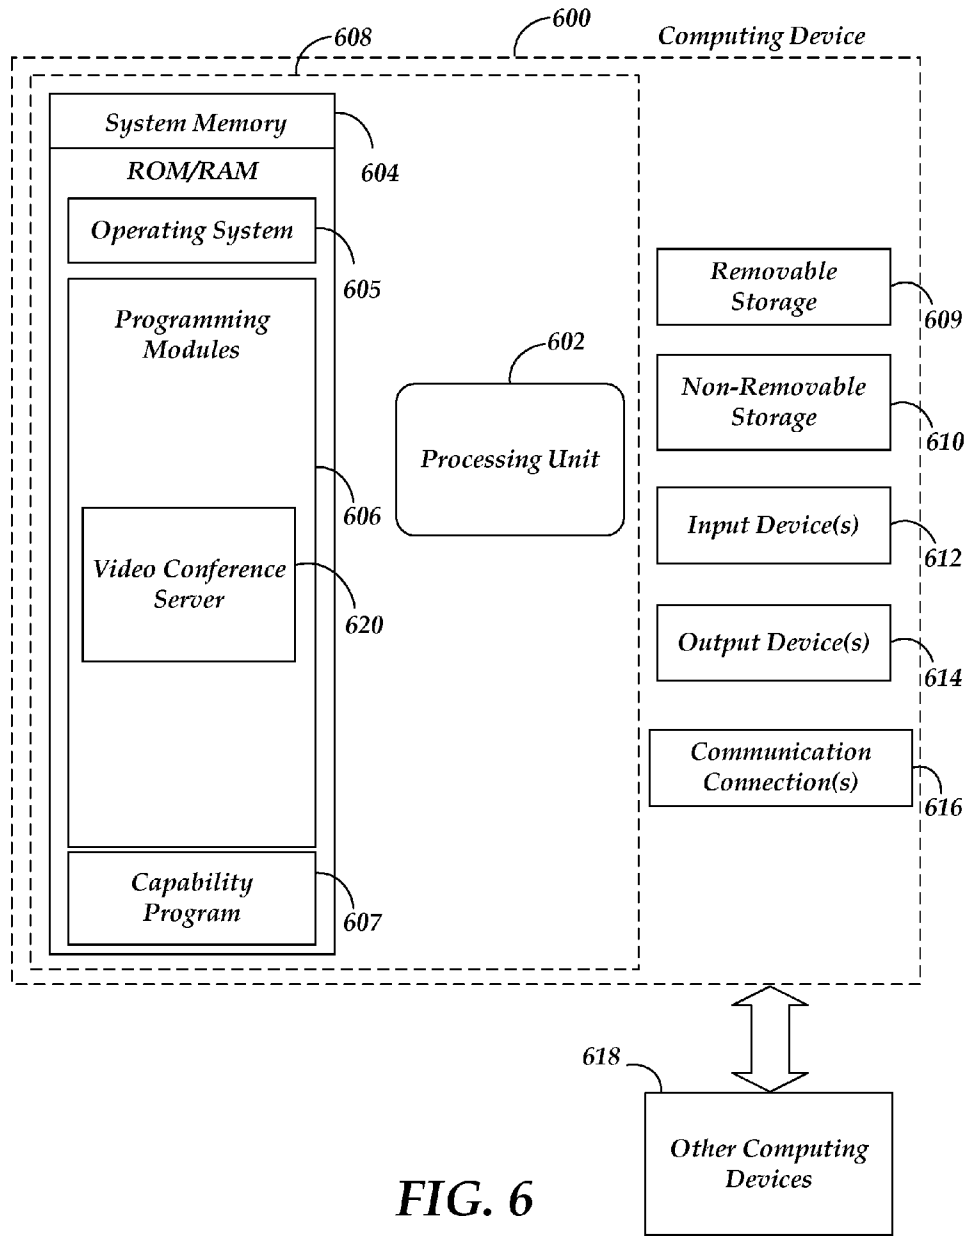 600
608
Computing Device
System Memory
604
ROM/RAM
Operating System
605
Programming
Modules
606
Video Conference
Server
620
Capability
Program
607
602
Processing Unit
Removable
Storage
609
Non-Removable
Storage
610
Input Device(s)
612
Output Device(s)
614
Communication
Connection(s)
616
618
Other Computing
Devices
FIG. 6